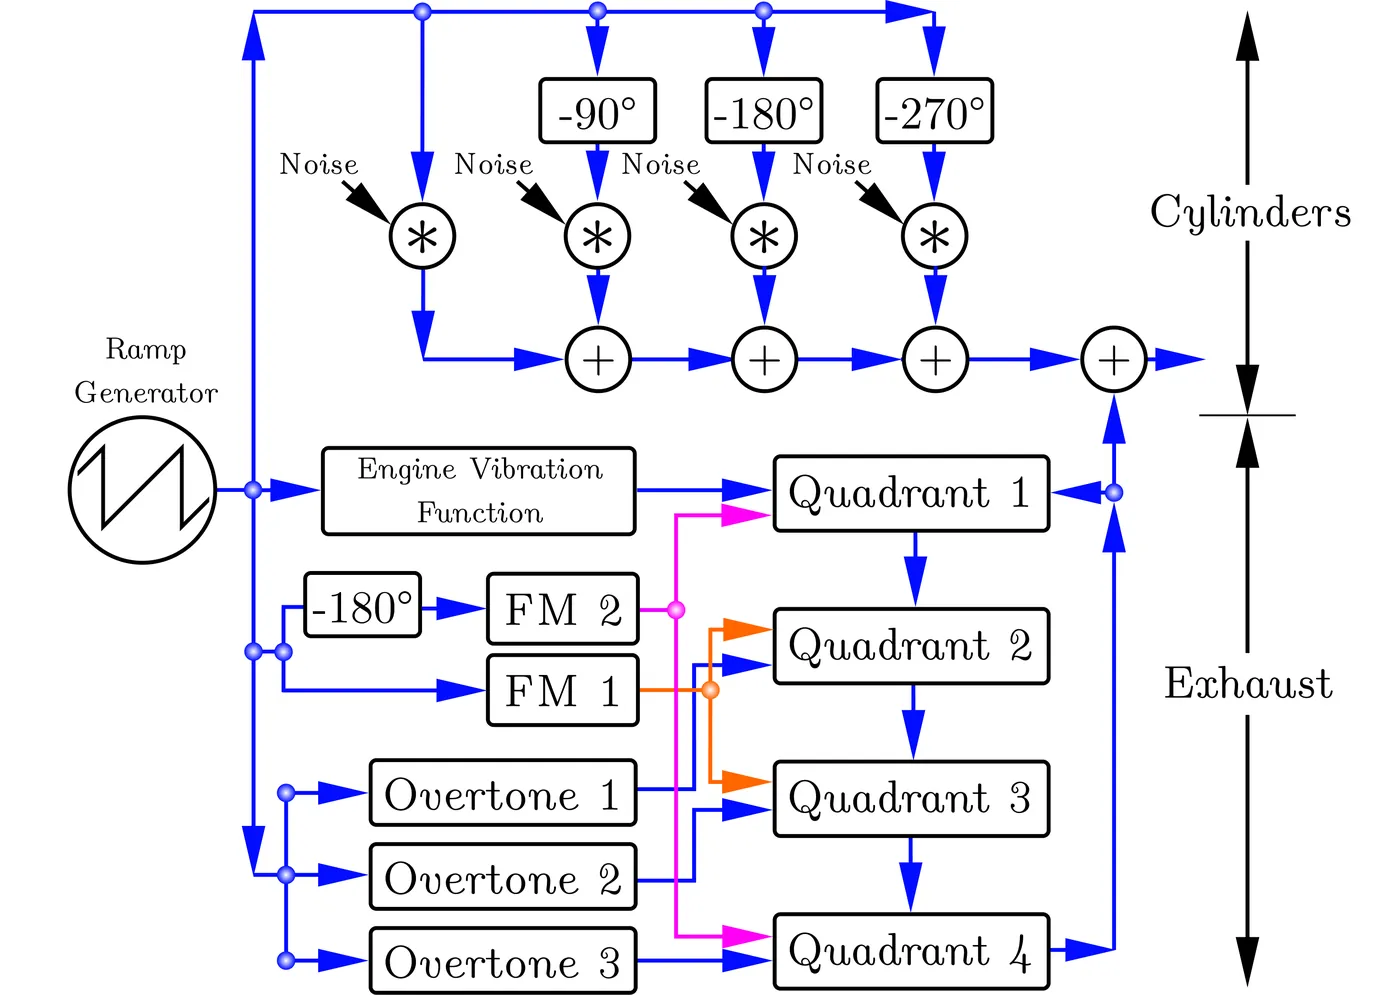 -90°
-180°
-270°
Noise
Noise
Noise
Noise
*
*
*
*
Cylinders
+
+
+
+
Ramp
Generator
Engine Vibration
Function
Quadrant 1
-180°
FM 2
Quadrant 2
FM 1
Exhaust
Overtone 1
Quadrant 3
Overtone 2
Overtone 3
Quadrant 4